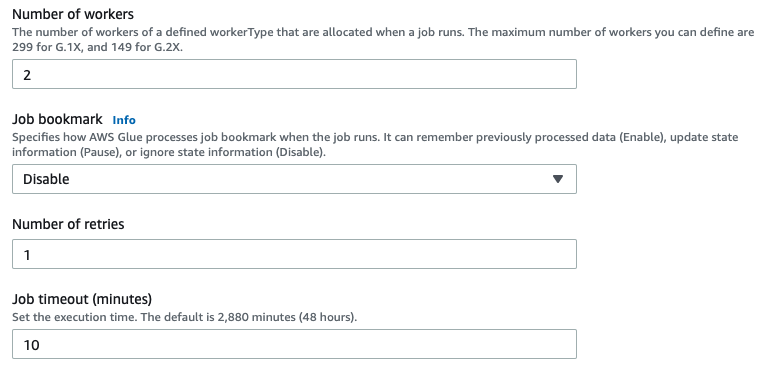 Number of workers
The number of workers of a defined workerType that are allocated when a job runs. The maximum number of workers you can define are
299 for G.1X, and 149 for G.2X.
2
Job bookmark Info
Specifies how AWS Glue processes job bookmark when the job runs. It can remember previously processed data (Enable), update state
information (Pause), or ignore state information (Disable).
Disable
Number of retries
1
Job timeout (minutes)
Set the execution time. The default is 2,880 minutes (48 hours).
10